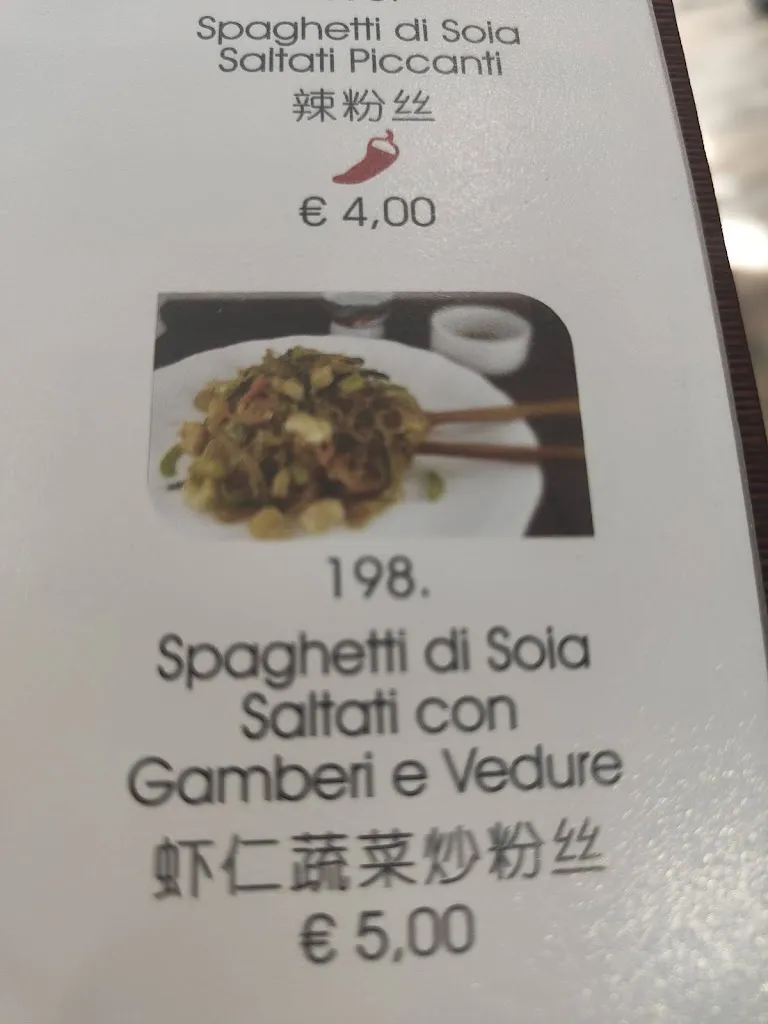 Spaghetti di Soia
Saltati Piccanti
辣粉丝
€ 4,00
198.
Spaghetti di Soia
Saltati con
Gamberi e Vedure
虾仁蔬菜炒粉丝
€ 5,00